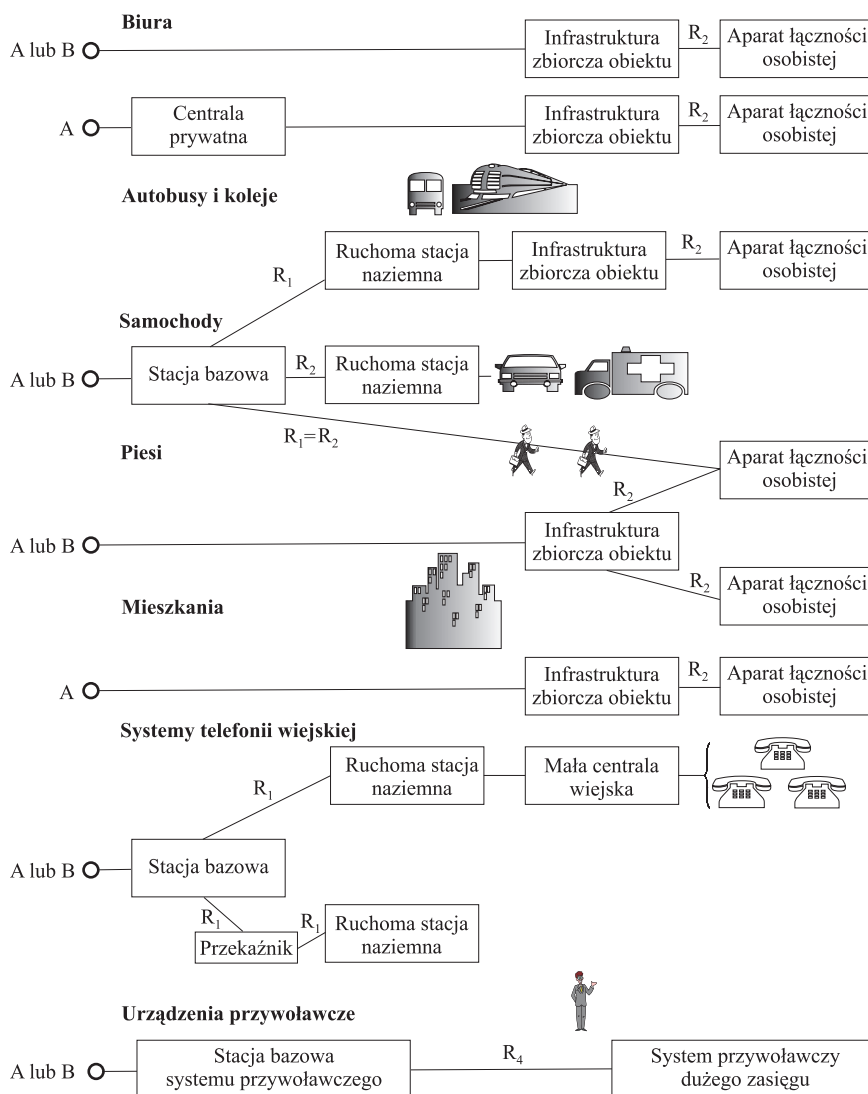 Biura
A lub B
Infrastruktura
zbiorcza obiektu
R2
Aparat łączności
osobistej
A
Centrala
prywatna
Infrastruktura
zbiorcza obiektu
R2
Aparat łączności
osobistej
Autobusy i koleje
R1
Ruchoma stacja
naziemna
Infrastruktura
zbiorcza obiektu
R2
Aparat łączności
osobistej
Samochody
A lub B
Stacja bazowa
R2
Ruchoma stacja
naziemna
R1=R2
Piesi
Aparat łączności
osobistej
R2
A lub B
Infrastruktura
zbiorcza obiektu
R2
Aparat łączności
osobistej
Mieszkania
A
Infrastruktura
zbiorcza obiektu
R2
Aparat łączności
osobistej
Systemy telefonii wiejskiej
R1
Ruchoma stacja
naziemna
Mała centrala
wiejska
A lub B
Stacja bazowa
R1
Przekaźnik
R1
Ruchoma stacja
naziemna
Urządzenia przywoławcze
A lub B
Stacja bazowa
systemu przywoławczego
R4
System przywoławczy
dużego zasięgu